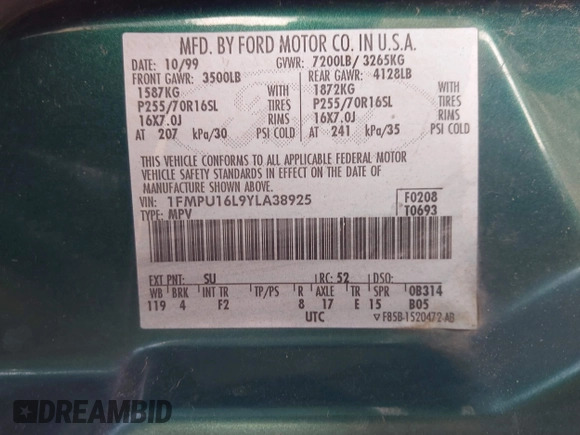 MFD. BY FORD MOTOR CO. IN U.S.A.
DATE: 10/99 GVWR: 7200LB/ 3265KG
FRONT GAWR: 3500LB REAR GAWR: 4128LB
1587KG WITH 1872KG WITH
P255/70R16SL TIRES P255/70R16SL TIRES
16X7.0J RIMS 16X7.0J RIMS
AT 207 kPa/30 PSI COLD AT 241 kPa/35 PSI COLD
THIS VEHICLE CONFORMS TO ALL APPLICABLE FEDERAL MOTOR
VEHICLE SAFETY STANDARDS IN EFFECT ON THE DATE OF
MANUFACTURE SHOWN ABOVE.
VIN: 1FMPU16L9YLA38925 F0208
TYPE: MPV T0693
EXT PNT: SU RC: 52 DSO:
WB BRK INT TR TP/PS R AXLE TR SPR 0B314
119 4 F2 8 17 E 15 B05
UTC ▽ F85B-1520472-AB
DREAMBID